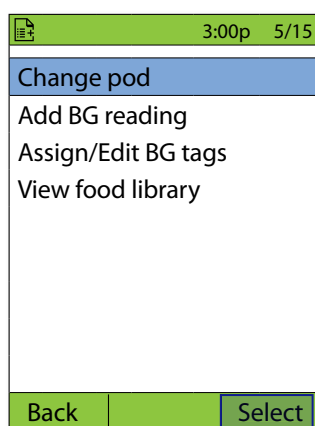 3:00p 5/15
Change pod
Add BG reading
Assign/Edit BG tags
View food library
Back Select